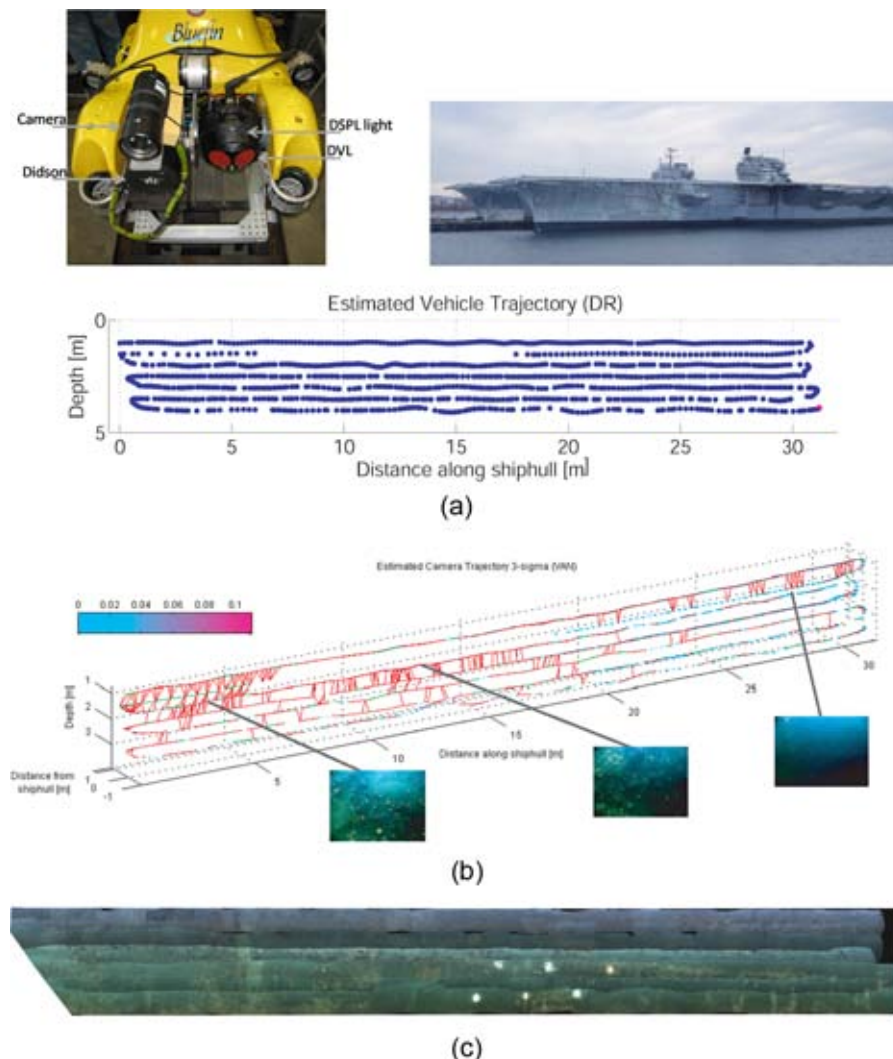 Bluefin
Camera
DSPL light
DVL
Didson
Estimated Vehicle Trajectory (DR)
0
Depth [m]
5
0 5 10 15 20 25 30
Distance along shiphull [m]
(a)
Estimated Camera Trajectory 3-sigma (VAN)
0 0.02 0.04 0.06 0.08 0.1
1
2
3
Depth [m]
30
25
20
15
10
5
Distance along shiphull [m]
Distance from
shiphull [m]
1
0
-1
(b)
(c)